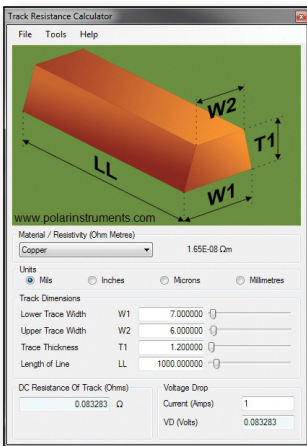 Track Resistance Calculator
File Tools Help
W2
T1
LL
W1
www.polarinstruments.com
Material / Resistivity (Ohm Metres)
Copper 1.65E-08 Ωm
Units
Mils Inches Microns Millimetres
Track Dimensions
Lower Trace Width W1 7.000000
Upper Trace Width W2 6.000000
Trace Thickness T1 1.200000
Length of Line LL 1000.000000
DC Resistance Of Track (Ohms)
0.083283 Ω
Voltage Drop
Current (Amps) 1
VD (Volts) 0.083283